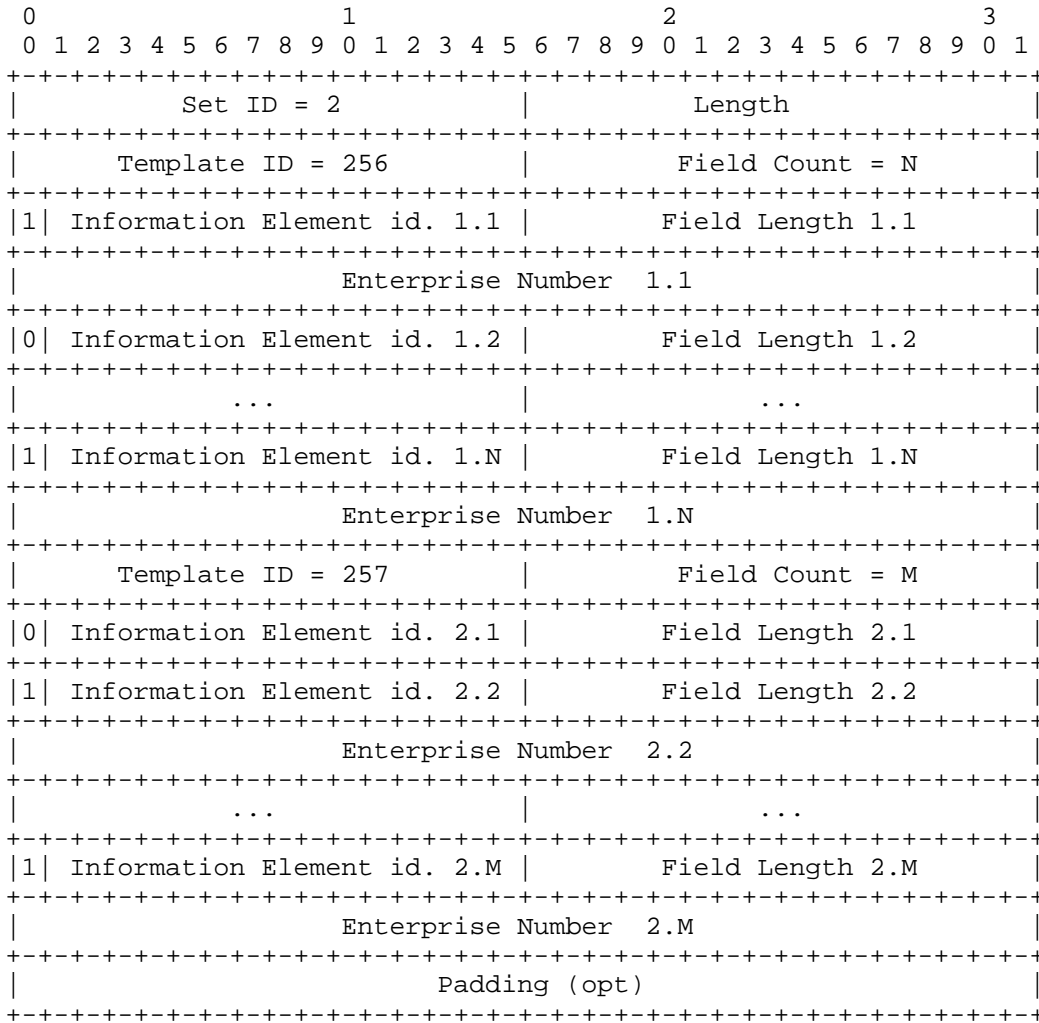 0                   1                   2                   3
 0 1 2 3 4 5 6 7 8 9 0 1 2 3 4 5 6 7 8 9 0 1 2 3 4 5 6 7 8 9 0 1
+-+-+-+-+-+-+-+-+-+-+-+-+-+-+-+-+-+-+-+-+-+-+-+-+-+-+-+-+-+-+-+-+
|          Set ID = 2           |          Length               |
+-+-+-+-+-+-+-+-+-+-+-+-+-+-+-+-+-+-+-+-+-+-+-+-+-+-+-+-+-+-+-+-+
|      Template ID = 256        |         Field Count = N       |
+-+-+-+-+-+-+-+-+-+-+-+-+-+-+-+-+-+-+-+-+-+-+-+-+-+-+-+-+-+-+-+-+
|1| Information Element id. 1.1 |        Field Length 1.1       |
+-+-+-+-+-+-+-+-+-+-+-+-+-+-+-+-+-+-+-+-+-+-+-+-+-+-+-+-+-+-+-+-+
|                    Enterprise Number  1.1                     |
+-+-+-+-+-+-+-+-+-+-+-+-+-+-+-+-+-+-+-+-+-+-+-+-+-+-+-+-+-+-+-+-+
|0| Information Element id. 1.2 |        Field Length 1.2       |
+-+-+-+-+-+-+-+-+-+-+-+-+-+-+-+-+-+-+-+-+-+-+-+-+-+-+-+-+-+-+-+-+
|             ...               |              ...              |
+-+-+-+-+-+-+-+-+-+-+-+-+-+-+-+-+-+-+-+-+-+-+-+-+-+-+-+-+-+-+-+-+
|1| Information Element id. 1.N |        Field Length 1.N       |
+-+-+-+-+-+-+-+-+-+-+-+-+-+-+-+-+-+-+-+-+-+-+-+-+-+-+-+-+-+-+-+-+
|                    Enterprise Number  1.N                     |
+-+-+-+-+-+-+-+-+-+-+-+-+-+-+-+-+-+-+-+-+-+-+-+-+-+-+-+-+-+-+-+-+
|      Template ID = 257        |         Field Count = M       |
+-+-+-+-+-+-+-+-+-+-+-+-+-+-+-+-+-+-+-+-+-+-+-+-+-+-+-+-+-+-+-+-+
|0| Information Element id. 2.1 |        Field Length 2.1       |
+-+-+-+-+-+-+-+-+-+-+-+-+-+-+-+-+-+-+-+-+-+-+-+-+-+-+-+-+-+-+-+-+
|1| Information Element id. 2.2 |        Field Length 2.2       |
+-+-+-+-+-+-+-+-+-+-+-+-+-+-+-+-+-+-+-+-+-+-+-+-+-+-+-+-+-+-+-+-+
|                    Enterprise Number  2.2                     |
+-+-+-+-+-+-+-+-+-+-+-+-+-+-+-+-+-+-+-+-+-+-+-+-+-+-+-+-+-+-+-+-+
|             ...               |              ...              |
+-+-+-+-+-+-+-+-+-+-+-+-+-+-+-+-+-+-+-+-+-+-+-+-+-+-+-+-+-+-+-+-+
|1| Information Element id. 2.M |        Field Length 2.M       |
+-+-+-+-+-+-+-+-+-+-+-+-+-+-+-+-+-+-+-+-+-+-+-+-+-+-+-+-+-+-+-+-+
|                    Enterprise Number  2.M                     |
+-+-+-+-+-+-+-+-+-+-+-+-+-+-+-+-+-+-+-+-+-+-+-+-+-+-+-+-+-+-+-+-+
|                          Padding (opt)                        |
+-+-+-+-+-+-+-+-+-+-+-+-+-+-+-+-+-+-+-+-+-+-+-+-+-+-+-+-+-+-+-+-+